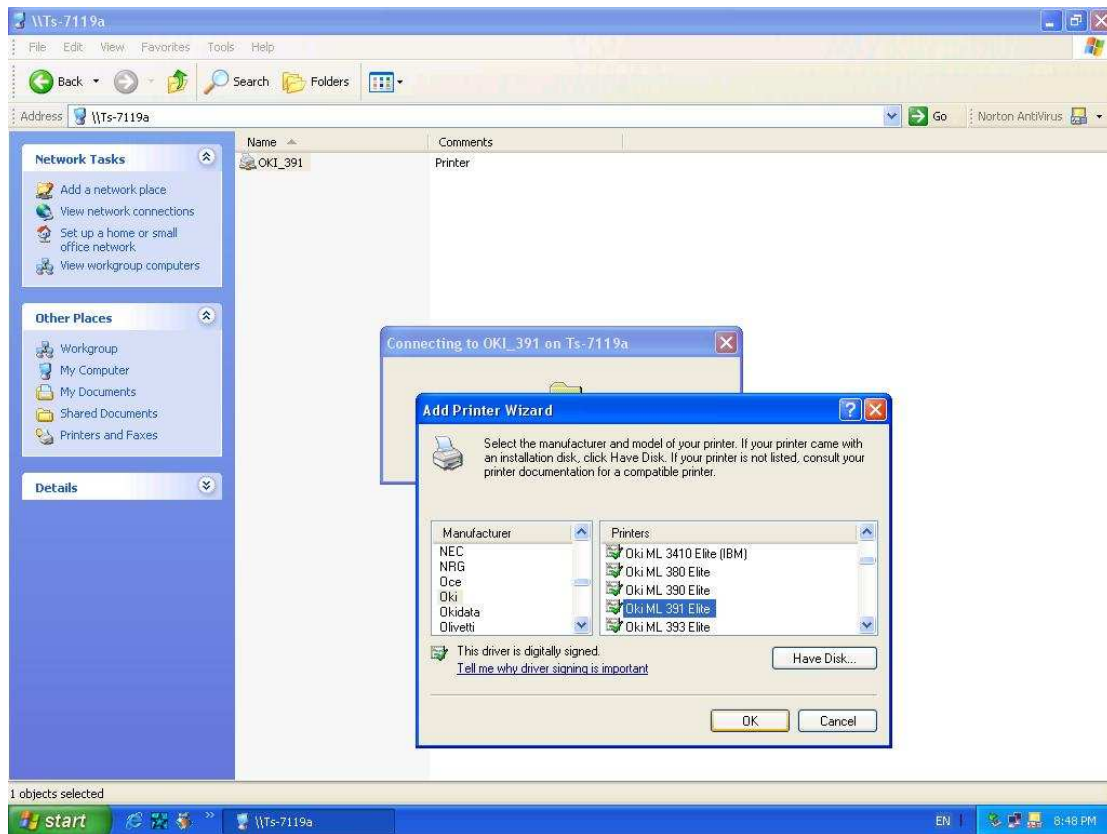 \\Ts-7119a
File Edit View Favorites Tools Help
Back Search Folders
Address \\Ts-7119a Go Norton AntiVirus
Name Comments
OKI_391 Printer
Network Tasks
Add a network place
View network connections
Set up a home or small
office network
View workgroup computers
Other Places
Workgroup
My Computer
My Documents
Shared Documents
Printers and Faxes
Details
Connecting to OKI_391 on Ts-7119a
Add Printer Wizard
Select the manufacturer and model of your printer. If your printer came with
an installation disk, click Have Disk. If your printer is not listed, consult your
printer documentation for a compatible printer.
Manufacturer
NEC
NRG
Oce
Oki
Okidata
Olivetti
Printers
Oki ML 3410 Elite (IBM)
Oki ML 380 Elite
Oki ML 390 Elite
Oki ML 391 Elite
Oki ML 393 Elite
This driver is digitally signed.
Tell me why driver signing is important
Have Disk...
OK Cancel
1 objects selected
start \\Ts-7119a EN 8:48 PM